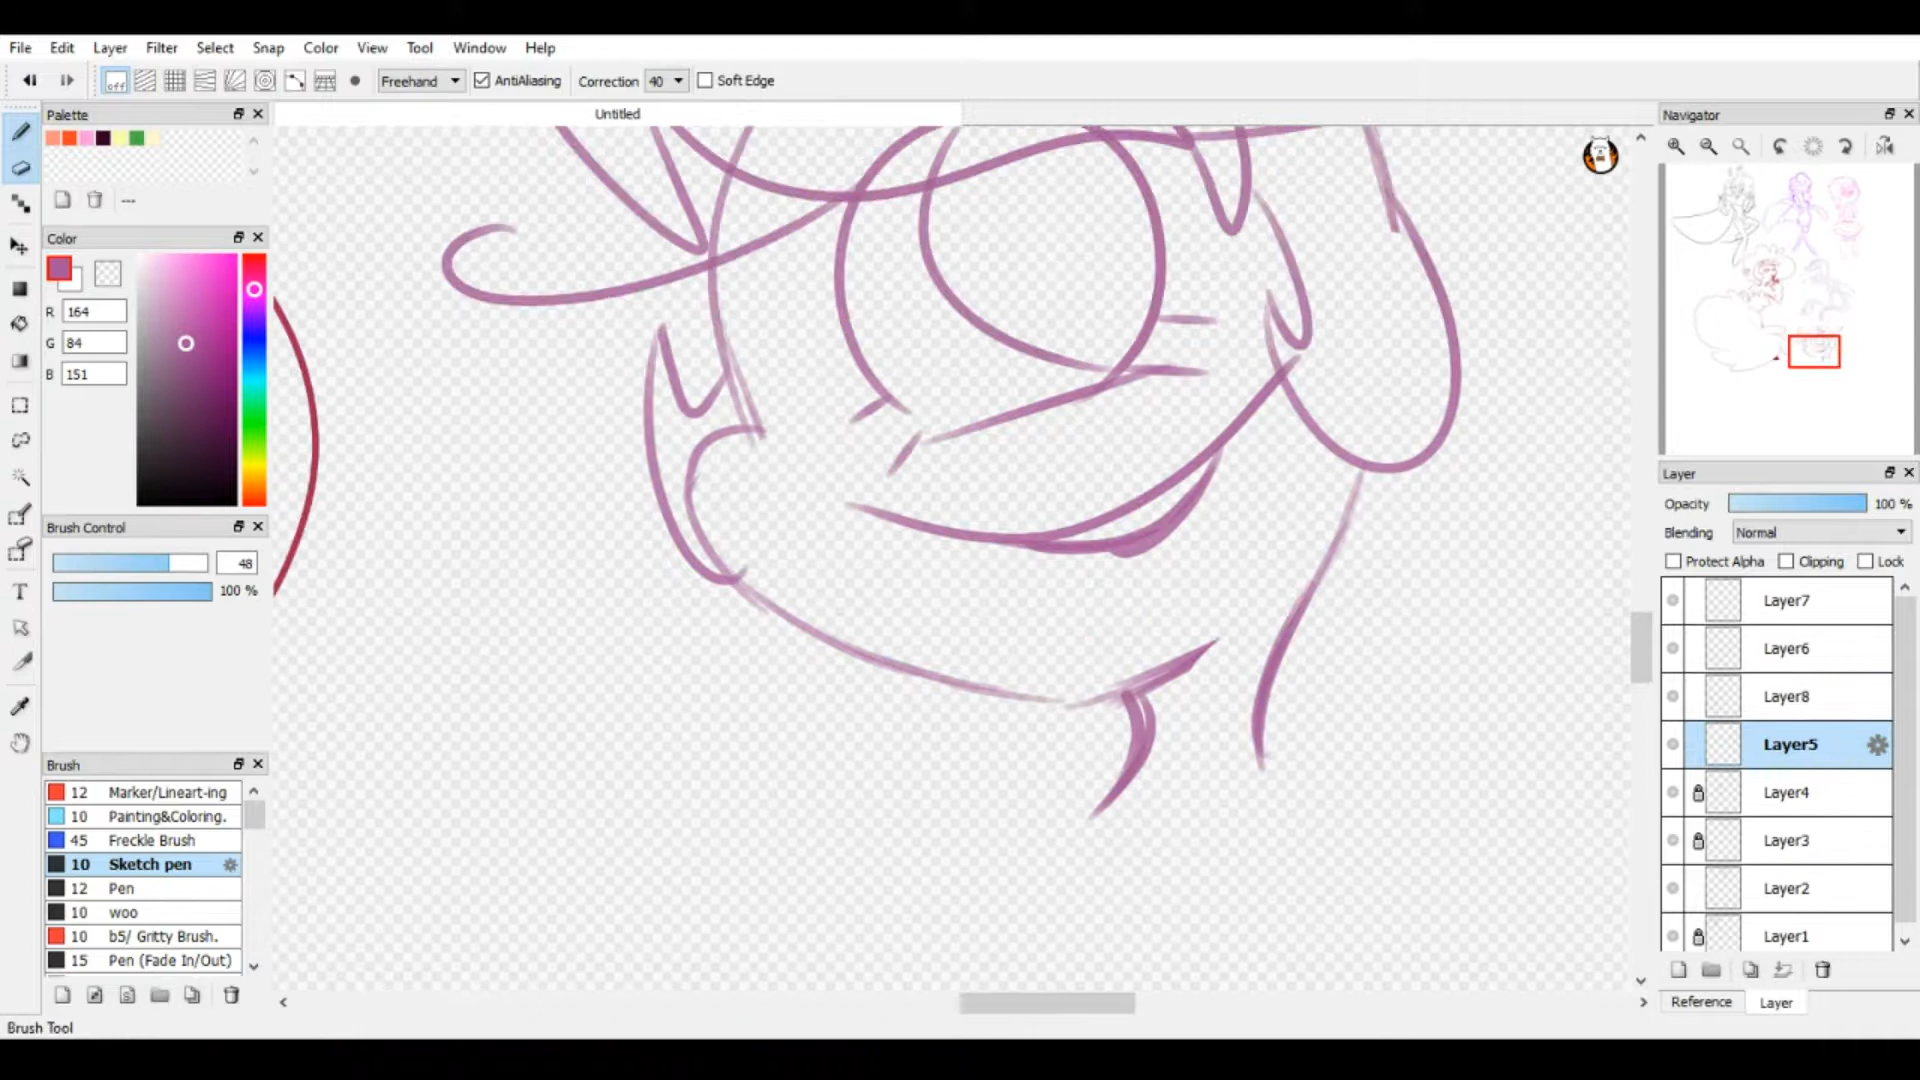 File Edit Layer Filter Select Snap Color View Tool Window Help
off Freehand AntiAliasing Correction 40 Soft Edge
Palette
Untitled
Navigator
---
Color
R 164
G 84
B 151
Brush Control
48
100 %
Brush
12 Marker/Lineart-ing
10 Painting&Coloring.
45 Freckle Brush
10 Sketch pen
12 Pen
10 woo
10 b5/ Gritty Brush.
15 Pen (Fade In/Out)
Layer
Opacity 100 %
Blending Normal
Protect Alpha Clipping Lock
Layer7
Layer6
Layer8
Layer5
Layer4
Layer3
Layer2
Layer1
Reference Layer
Brush Tool